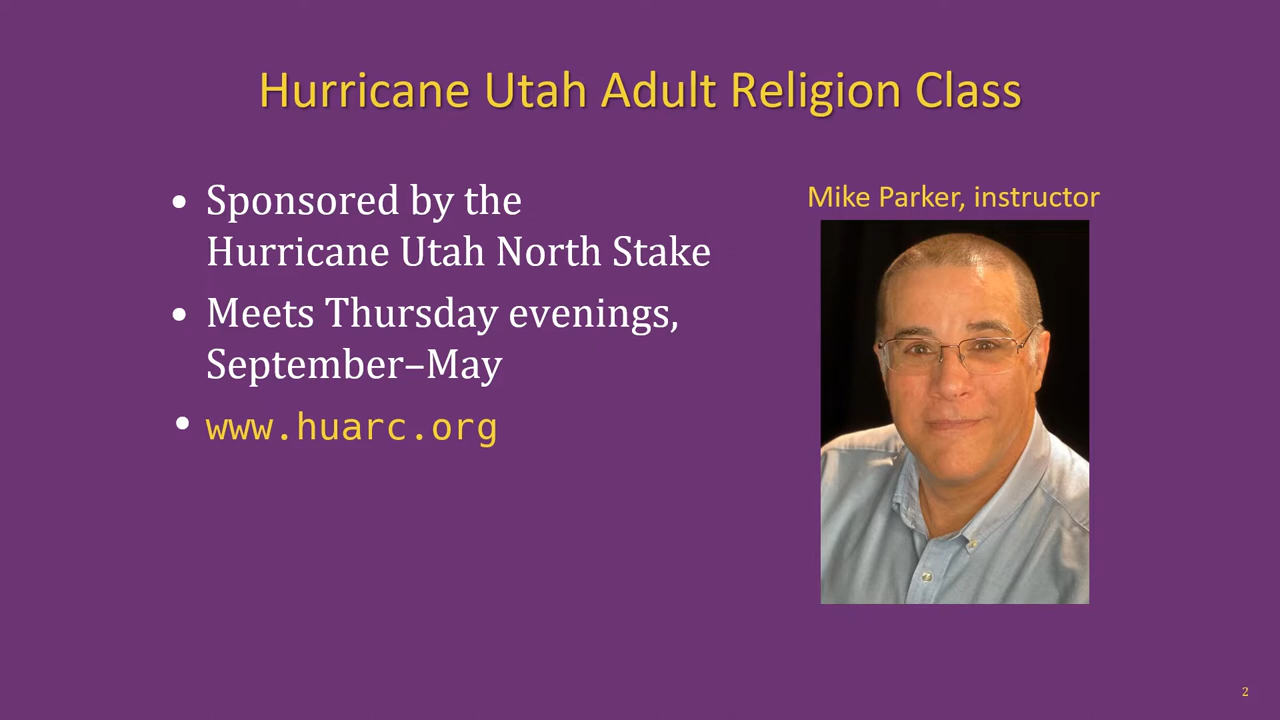 Hurricane Utah Adult Religion Class
• Sponsored by the
Hurricane Utah North Stake
• Meets Thursday evenings,
September–May
• www.huarc.org
Mike Parker, instructor
2